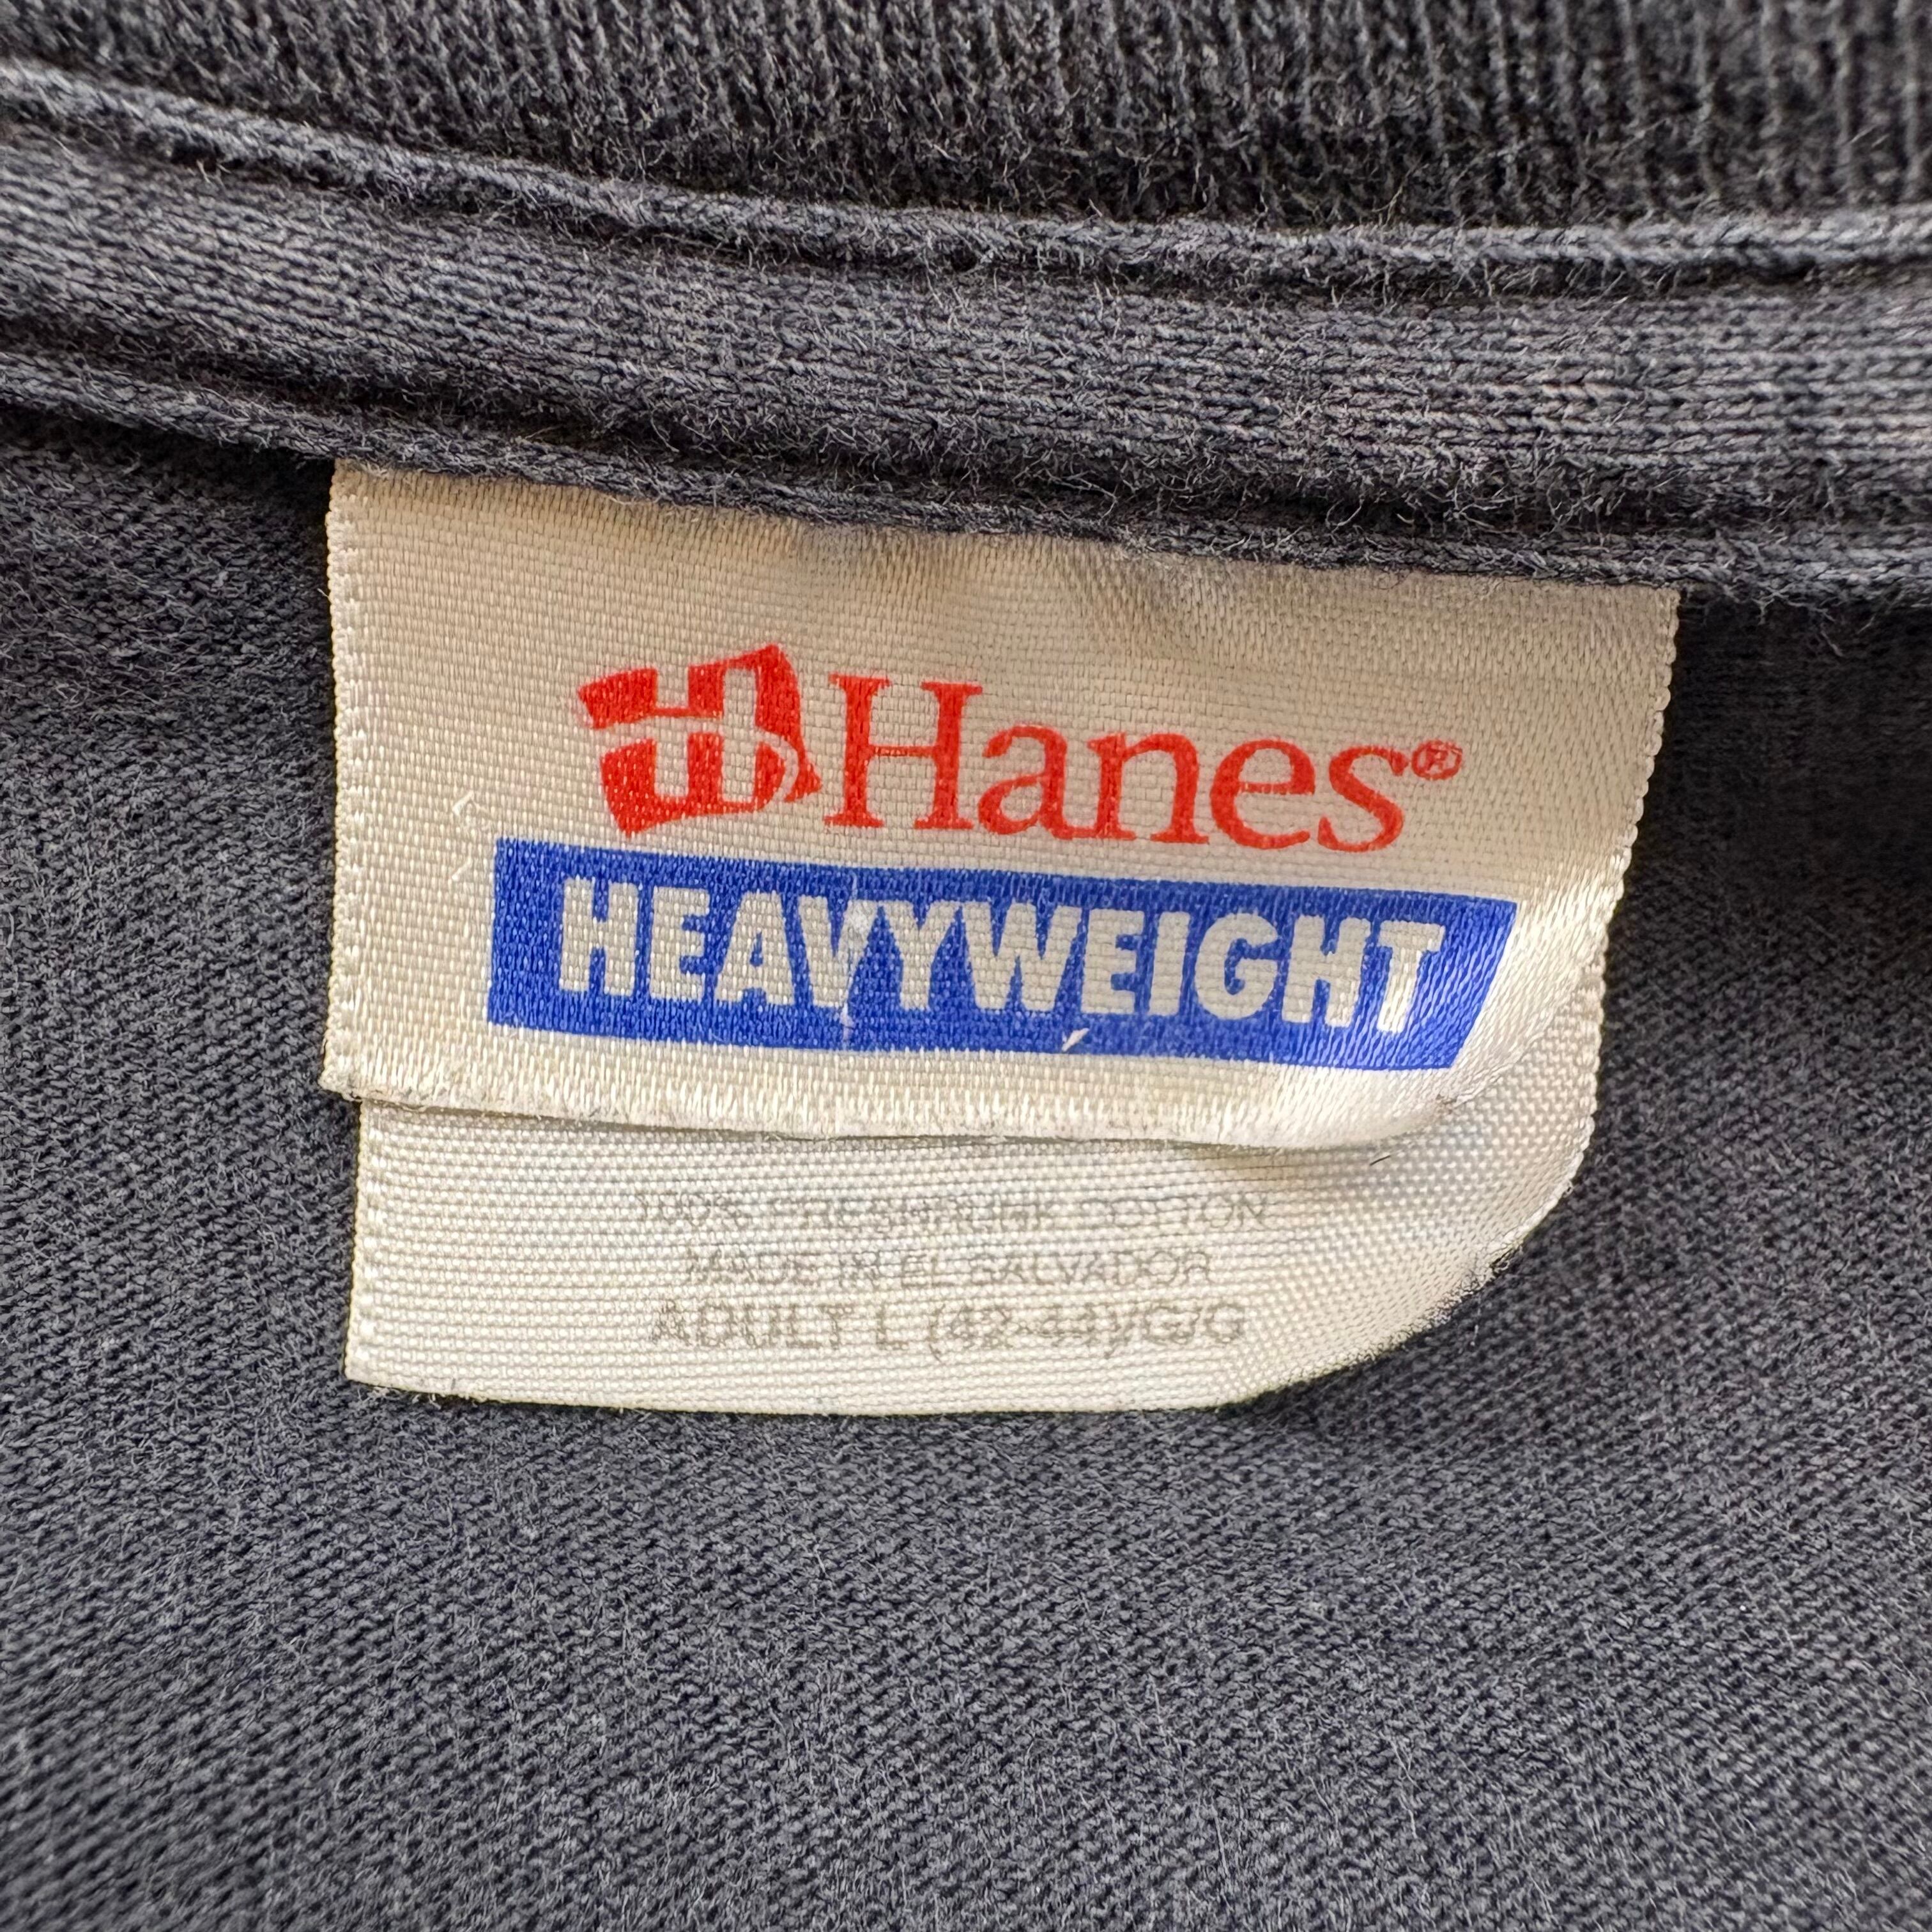 Hanes®
HEAVYWEIGHT
100% PRESHRUNK COTTON
MADE IN EL SALVADOR
ADULT L (42-44)/G/G